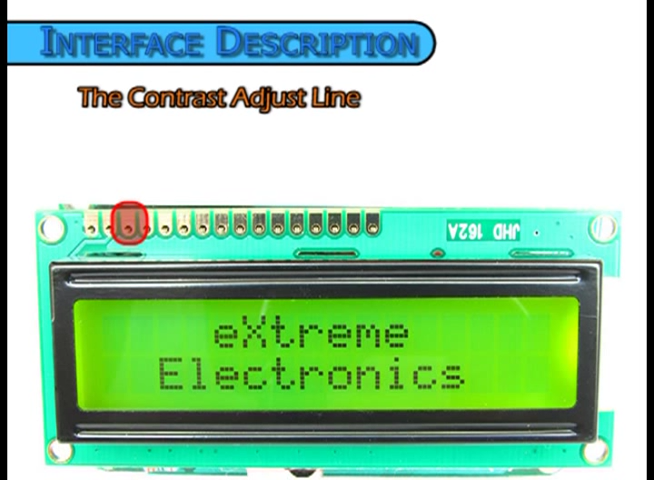 INTERFACE DESCRIPTION
The Contrast Adjust Line
JHD 162A
eXtreme
Electronics